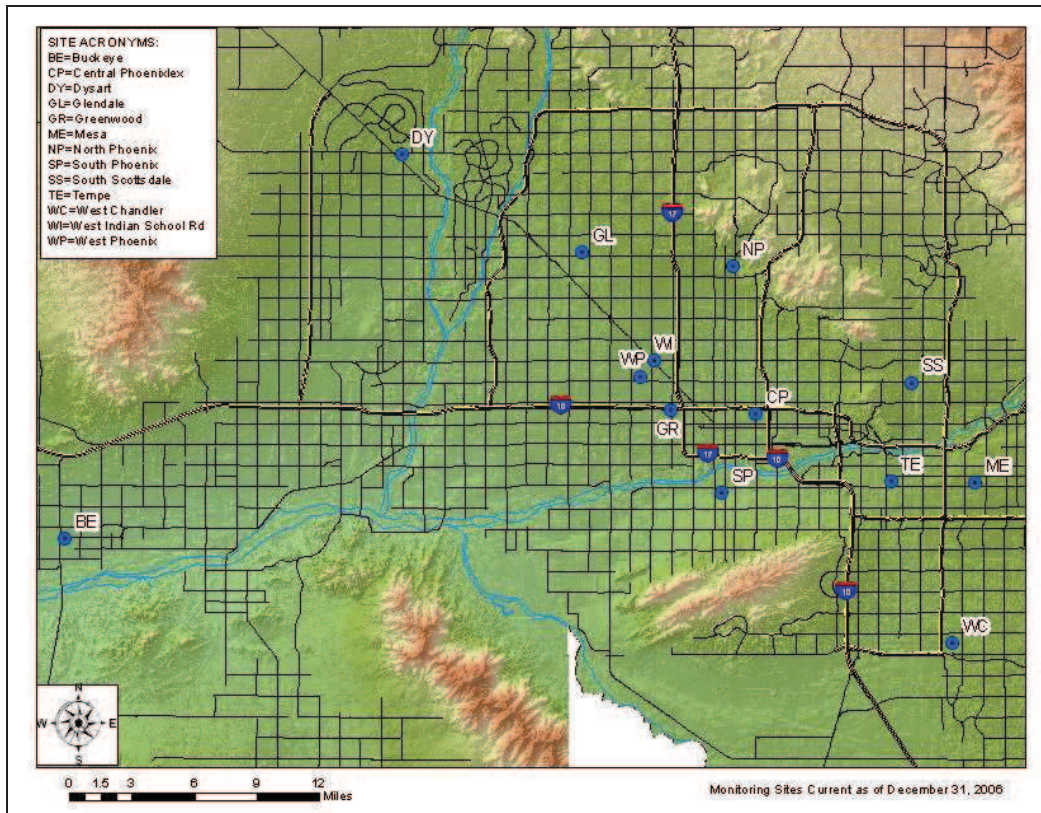 SITE ACRONYMS:
BE=Buckeye
CP=Central Phoenixlex
DY=Dysart
GL=Glendale
GR=Greenwood
ME=Mesa
NP=North Phoenix
SP=South Phoenix
SS=South Scottsdale
TE=Tempe
WC=West Chandler
WI=West Indian School Rd
WP=West Phoenix
DY
17
GL
NP
WI
WP
SS
10
CP
GR
17
10
TE
ME
SP
BE
10
WC
N
W E
S
0 1.5 3 6 9 12
Miles
Monitoring Sites Current as of December 31, 2006